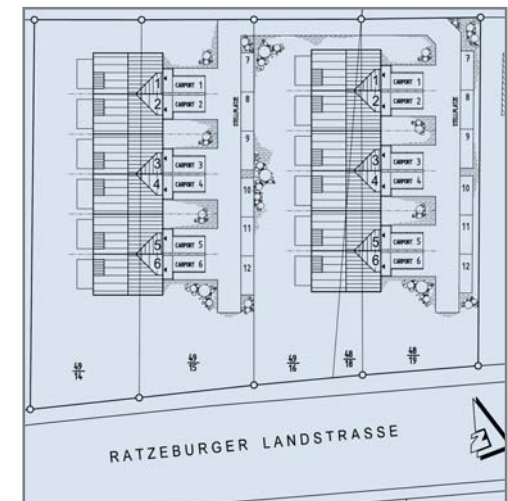 1 CARPORT 1
2 CARPORT 2
3 CARPORT 3
4 CARPORT 4
5 CARPORT 5
6 CARPORT 6
7
8
STELLPLÄTZE
9
10
11
12
1 CARPORT 1
2 CARPORT 2
3 CARPORT 3
4 CARPORT 4
5 CARPORT 5
6 CARPORT 6
7
8
STELLPLÄTZE
9
10
11
12
49
14
49
15
49
16
48
18
48
19
RATZEBURGER LANDSTRASSE
N